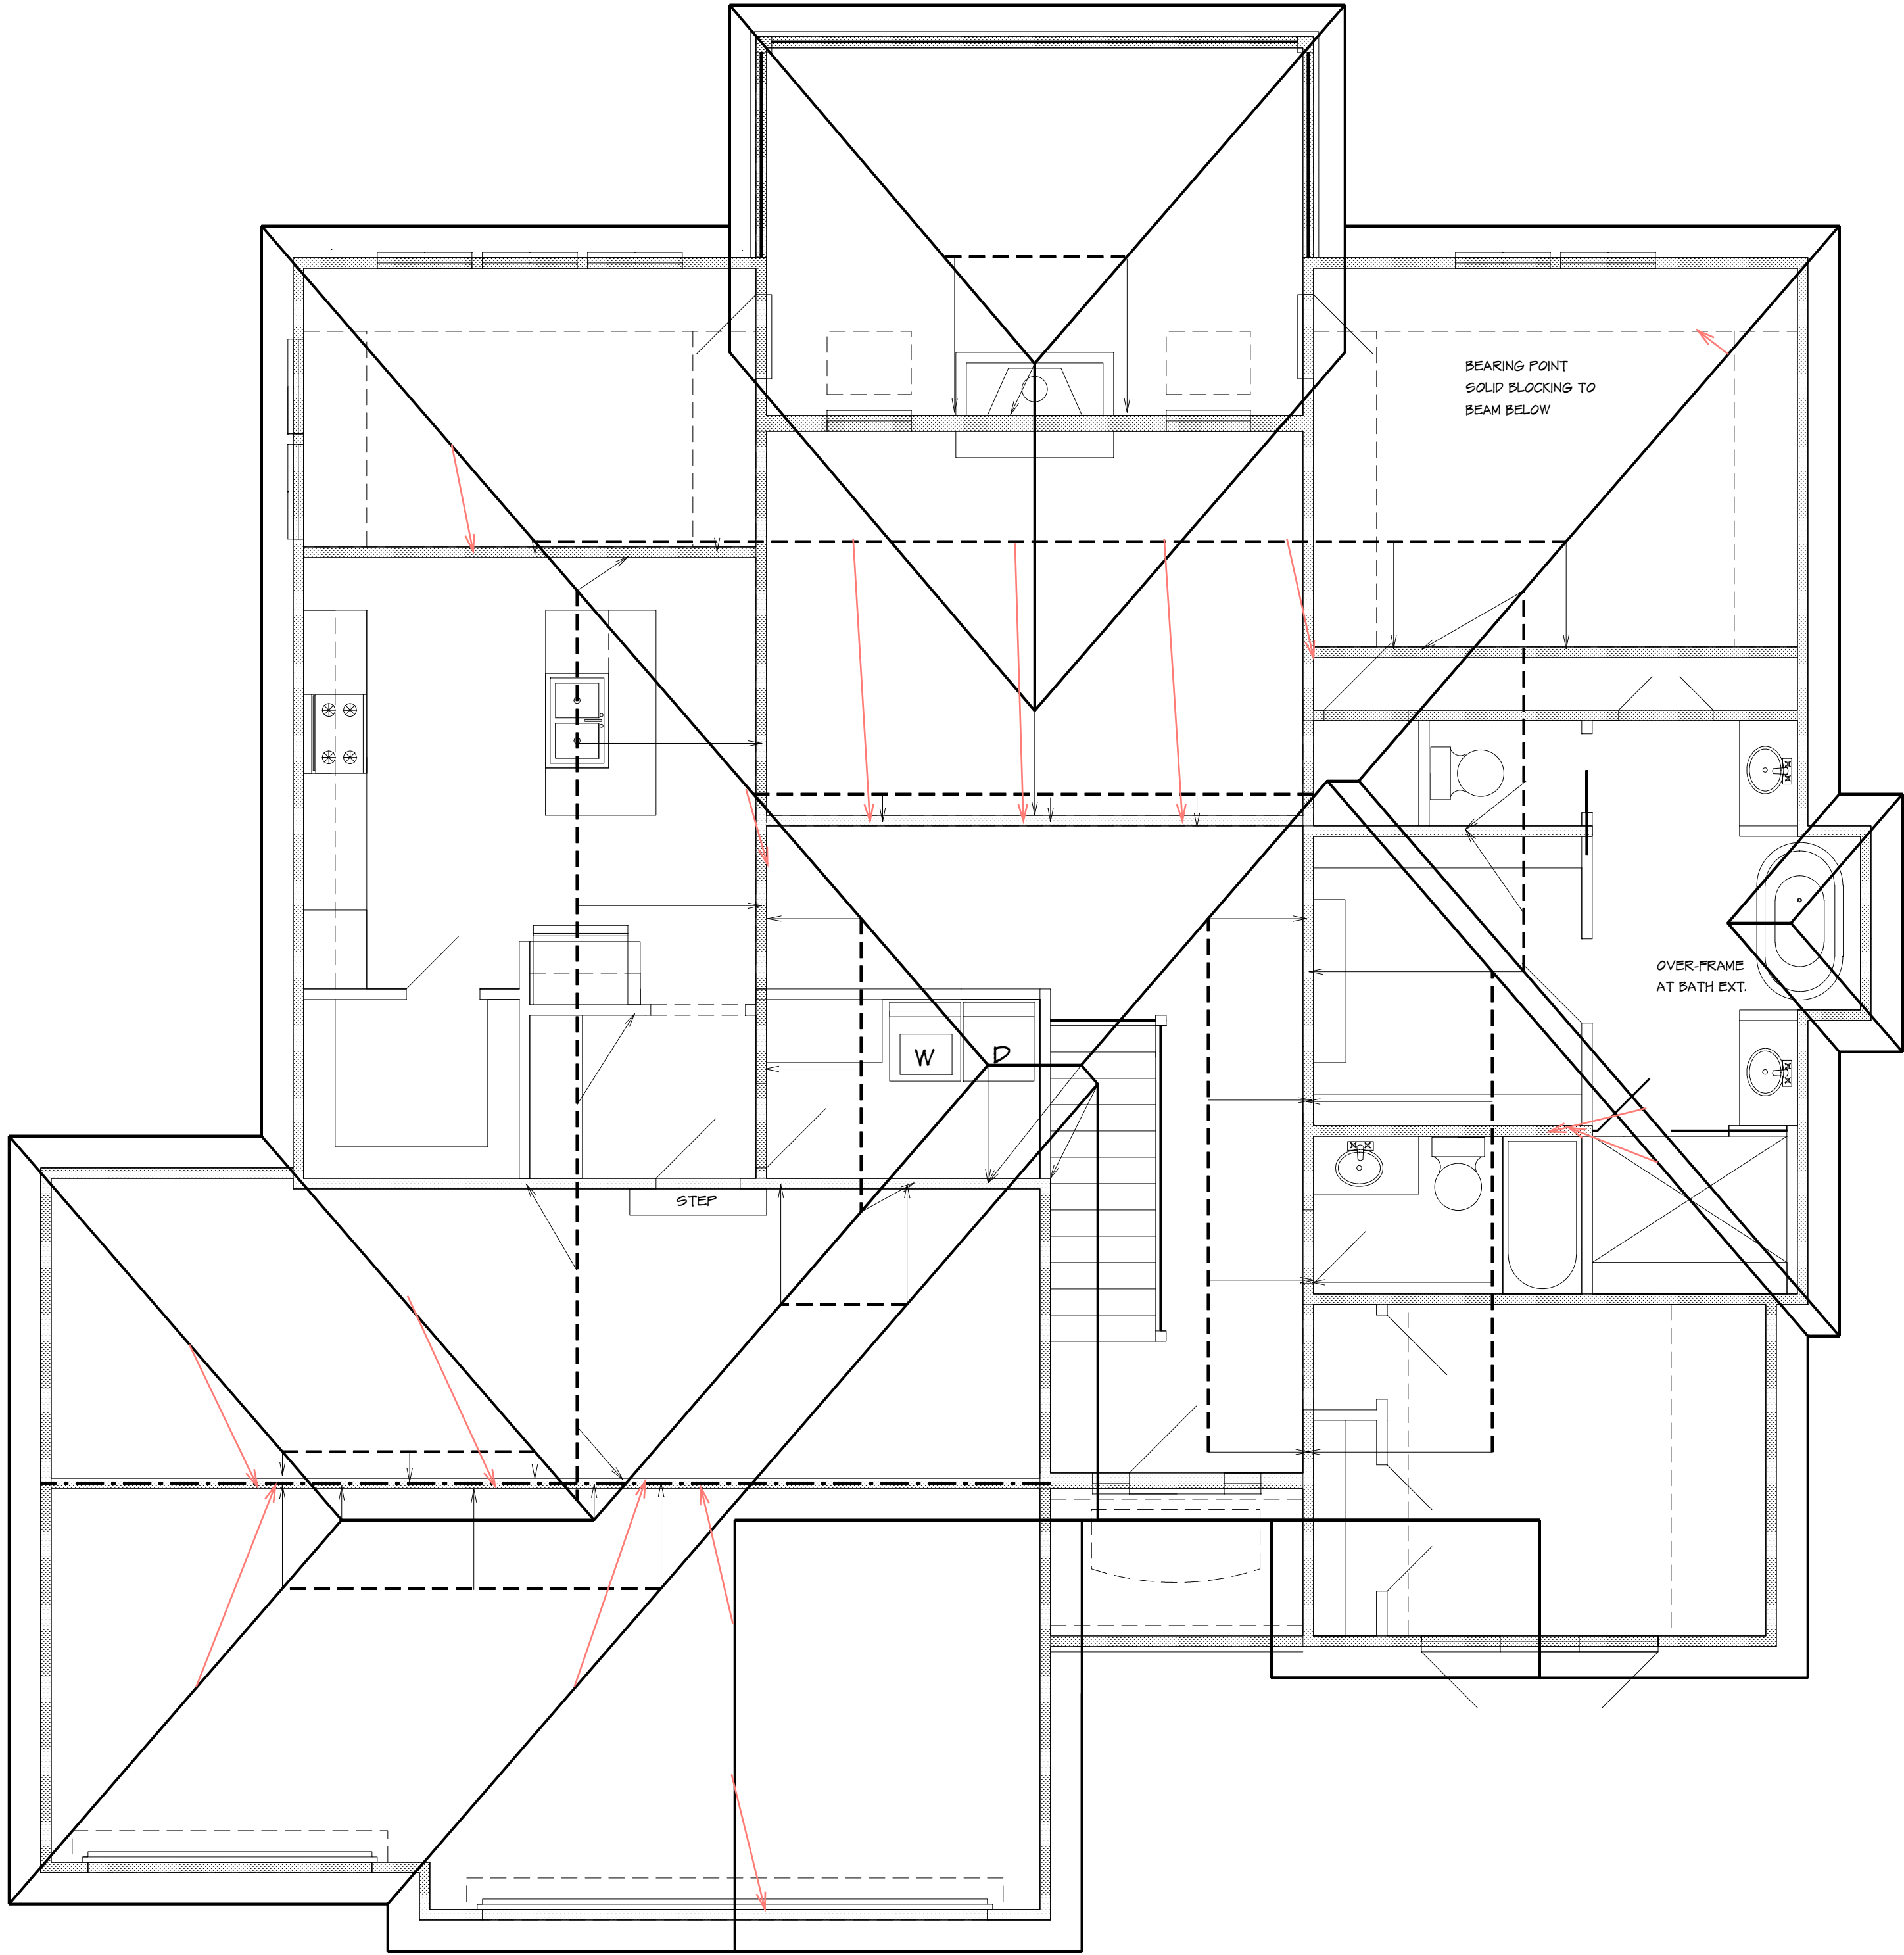 BEARING POINT
SOLID BLOCKING TO
BEAM BELOW
OVER-FRAME
AT BATH EXT.
W
D
STEP